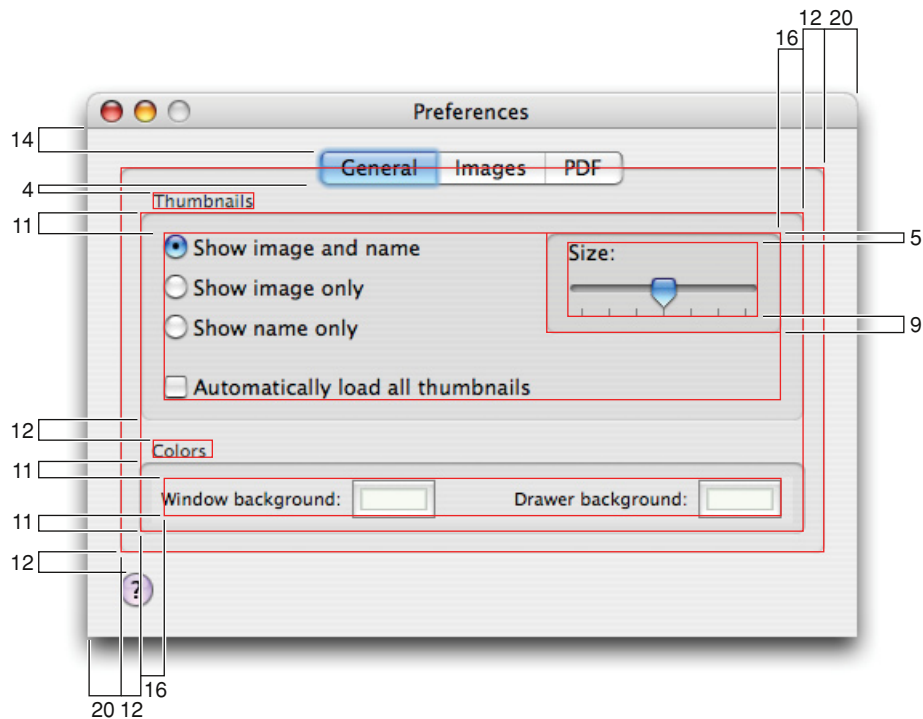 12 20
16
Preferences
14
General Images PDF
4
Thumbnails
11
Show image and name
Size:
5
Show image only
Show name only
9
Automatically load all thumbnails
12
Colors
11
Window background:
Drawer background:
11
12
?
16
20 12